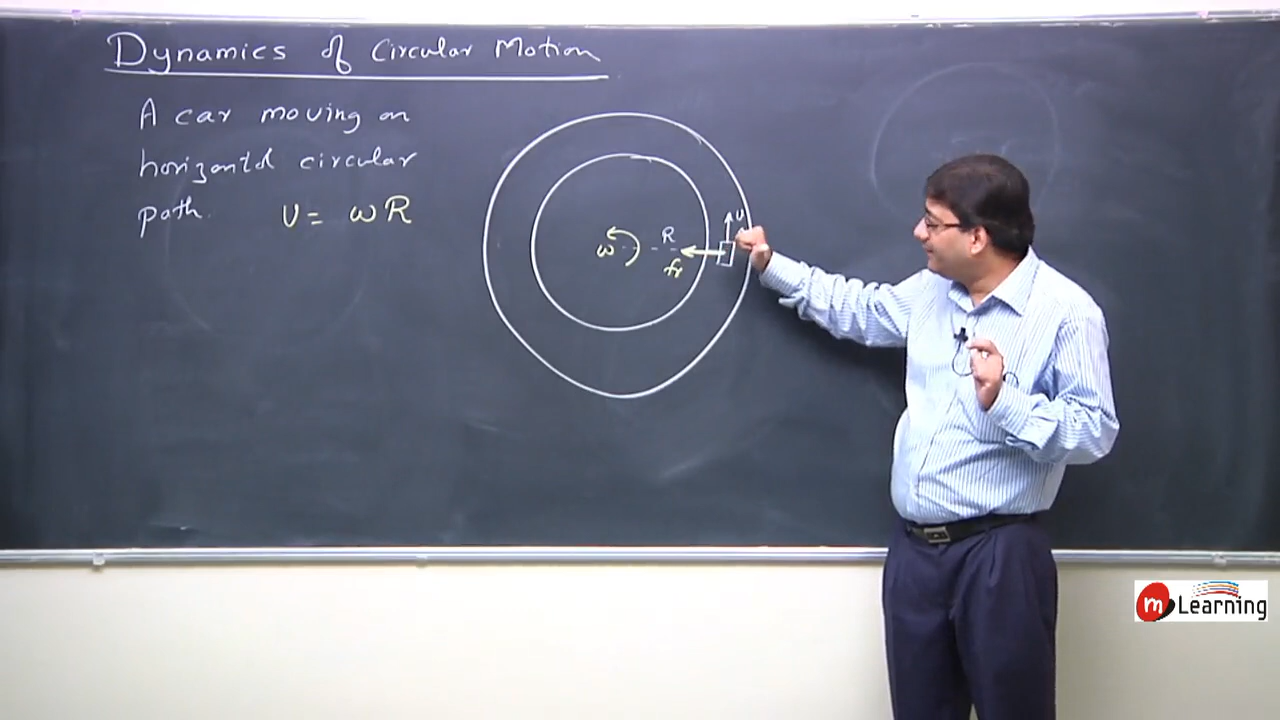 Dynamics of Circular Motion
A car moving on
horizontal circular
path. v = ωR
v
R
ω
fr
m Learning